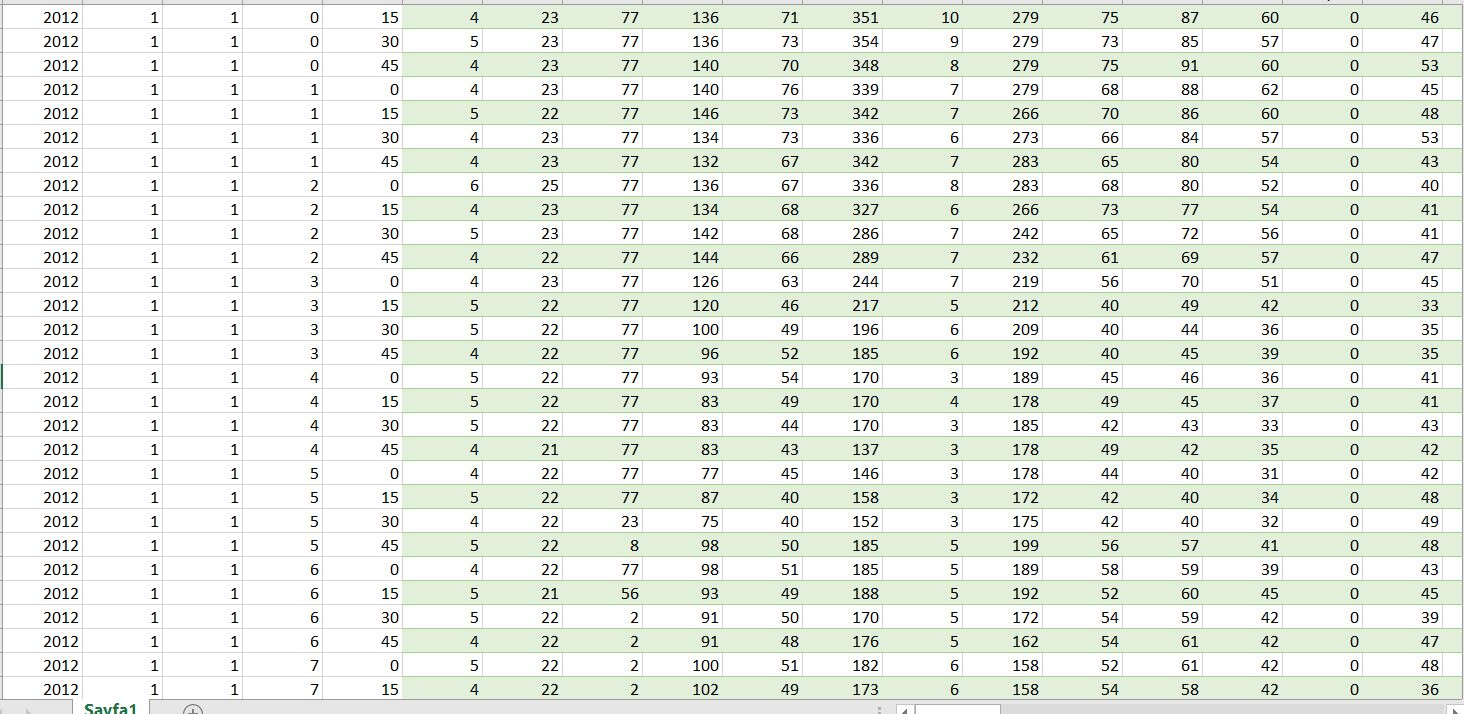 2012 1 1 0 15 4 23 77 136 71 351 10 279 75 87 60 0 46
2012 1 1 0 30 5 23 77 136 73 354 9 279 73 85 57 0 47
2012 1 1 0 45 4 23 77 140 70 348 8 279 75 91 60 0 53
2012 1 1 1 0 4 23 77 140 76 339 7 279 68 88 62 0 45
2012 1 1 1 15 5 22 77 146 73 342 7 266 70 86 60 0 48
2012 1 1 1 30 4 23 77 134 73 336 6 273 66 84 57 0 53
2012 1 1 1 45 4 23 77 132 67 342 7 283 65 80 54 0 43
2012 1 1 2 0 6 25 77 136 67 336 8 283 68 80 52 0 40
2012 1 1 2 15 4 23 77 134 68 327 6 266 73 77 54 0 41
2012 1 1 2 30 5 23 77 142 68 286 7 242 65 72 56 0 41
2012 1 1 2 45 4 22 77 144 66 289 7 232 61 69 57 0 47
2012 1 1 3 0 4 23 77 126 63 244 7 219 56 70 51 0 45
2012 1 1 3 15 5 22 77 120 46 217 5 212 40 49 42 0 33
2012 1 1 3 30 5 22 77 100 49 196 6 209 40 44 36 0 35
2012 1 1 3 45 4 22 77 96 52 185 6 192 40 45 39 0 35
2012 1 1 4 0 5 22 77 93 54 170 3 189 45 46 36 0 41
2012 1 1 4 15 5 22 77 83 49 170 4 178 49 45 37 0 41
2012 1 1 4 30 5 22 77 83 44 170 3 185 42 43 33 0 43
2012 1 1 4 45 4 21 77 83 43 137 3 178 49 42 35 0 42
2012 1 1 5 0 4 22 77 77 45 146 3 178 44 40 31 0 42
2012 1 1 5 15 5 22 77 87 40 158 3 172 42 40 34 0 48
2012 1 1 5 30 4 22 23 75 40 152 3 175 42 40 32 0 49
2012 1 1 5 45 5 22 8 98 50 185 5 199 56 57 41 0 48
2012 1 1 6 0 4 22 77 98 51 185 5 189 58 59 39 0 43
2012 1 1 6 15 5 21 56 93 49 188 5 192 52 60 45 0 45
2012 1 1 6 30 5 22 2 91 50 170 5 172 54 59 42 0 39
2012 1 1 6 45 4 22 2 91 48 176 5 162 54 61 42 0 47
2012 1 1 7 0 5 22 2 100 51 182 6 158 52 61 42 0 48
2012 1 1 7 15 4 22 2 102 49 173 6 158 54 58 42 0 36
Sayfa1